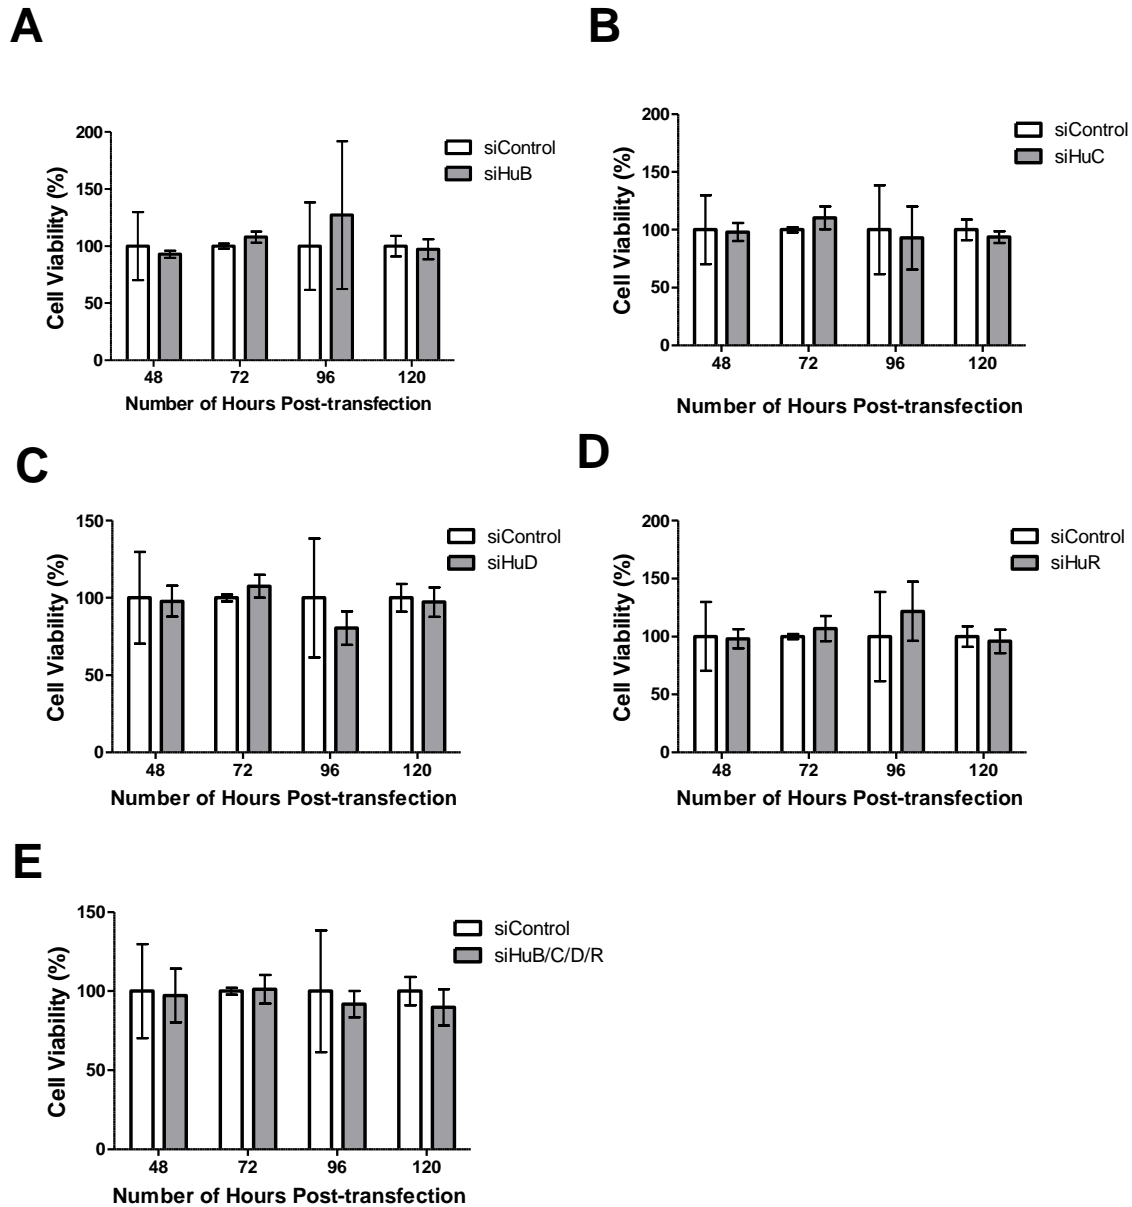 A
200
150
100
50
0
Cell Viability (%)
48 72 96 120
Number of Hours Post-transfection
siControl
siHuB
B
200
150
100
50
0
Cell Viability (%)
48 72 96 120
Number of Hours Post-transfection
siControl
siHuC
C
150
100
50
0
Cell Viability (%)
48 72 96 120
Number of Hours Post-transfection
siControl
siHuD
D
200
150
100
50
0
Cell Viability (%)
48 72 96 120
Number of Hours Post-transfection
siControl
siHuR
E
150
100
50
0
Cell Viability (%)
48 72 96 120
Number of Hours Post-transfection
siControl
siHuB/C/D/R